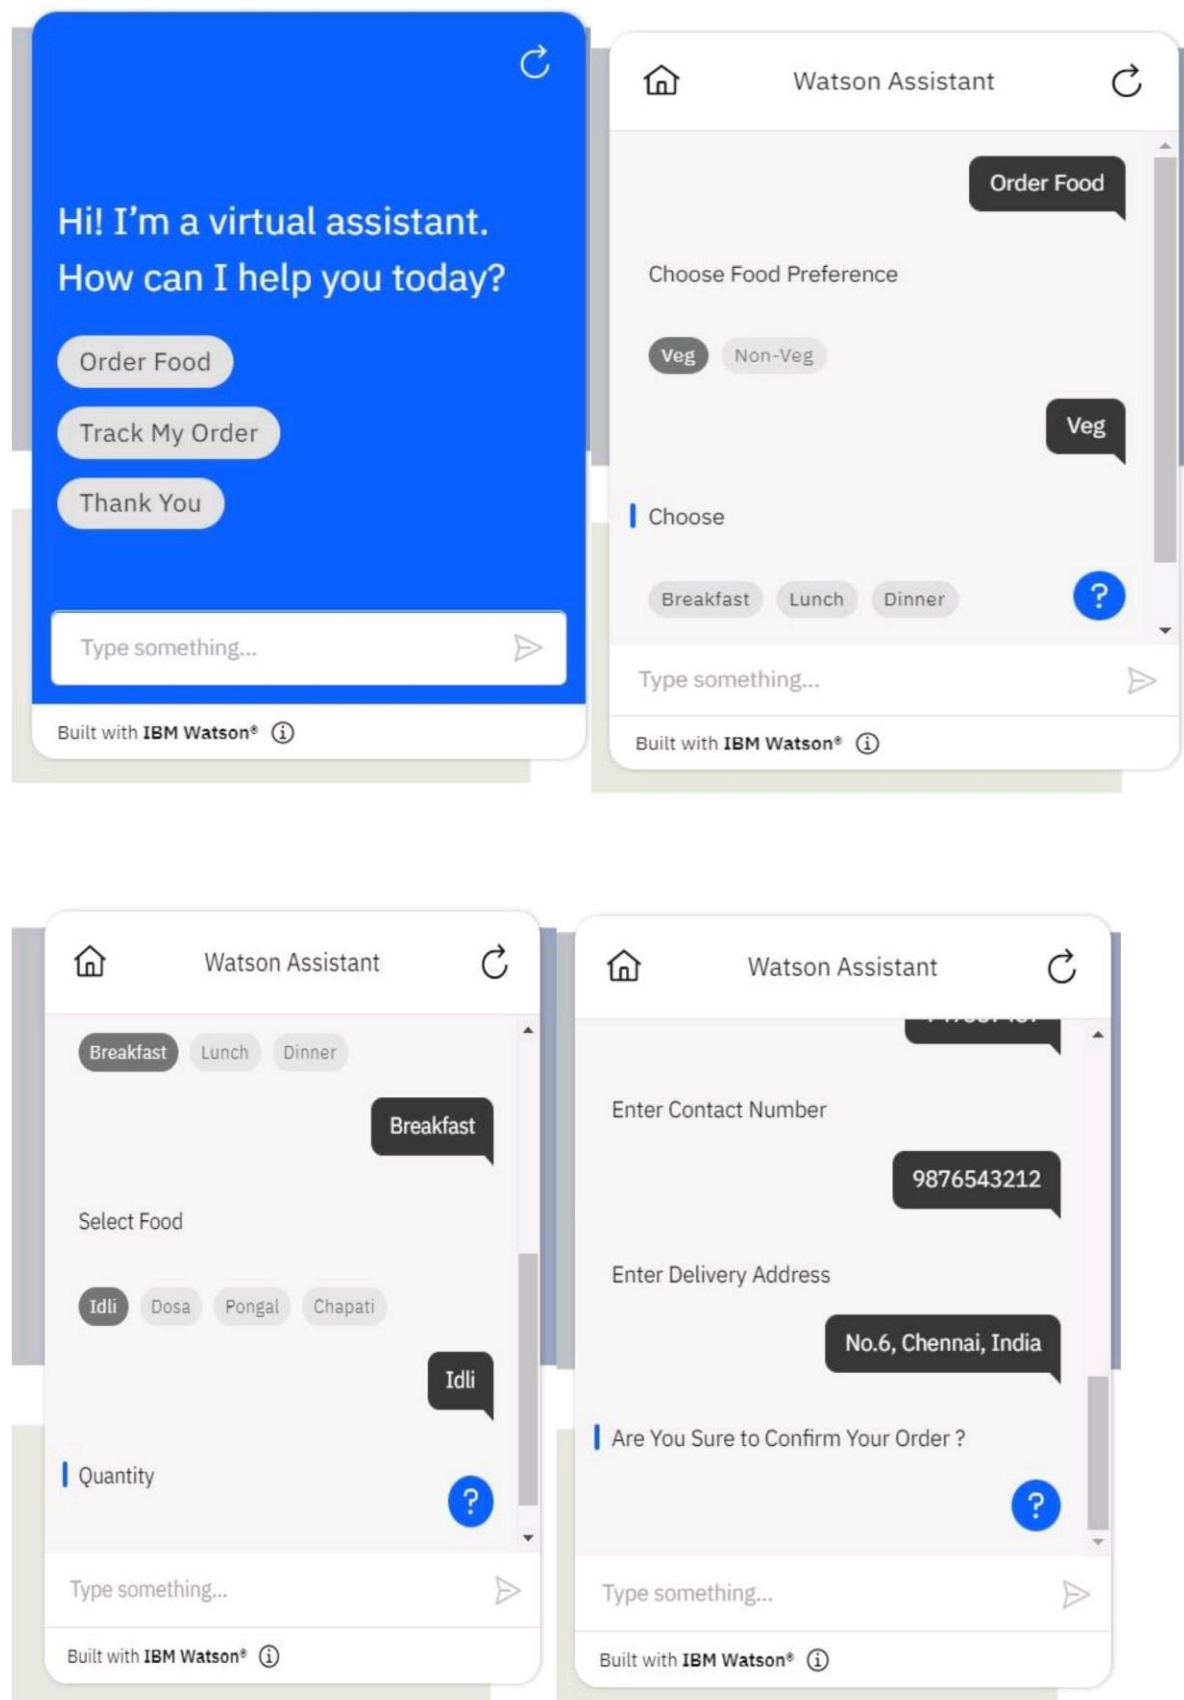 Hi! I'm a virtual assistant.
How can I help you today?
Order Food
Track My Order
Thank You
Type something...
Built with IBM Watson®
Watson Assistant
Order Food
Choose Food Preference
Veg Non-Veg
Veg
Choose
Breakfast Lunch Dinner
?
Type something...
Built with IBM Watson®
Watson Assistant
Breakfast Lunch Dinner
Breakfast
Select Food
Idli Dosa Pongal Chapati
Idli
Quantity
?
Type something...
Built with IBM Watson®
Watson Assistant
Enter Contact Number
9876543212
Enter Delivery Address
No.6, Chennai, India
Are You Sure to Confirm Your Order ?
?
Type something...
Built with IBM Watson®